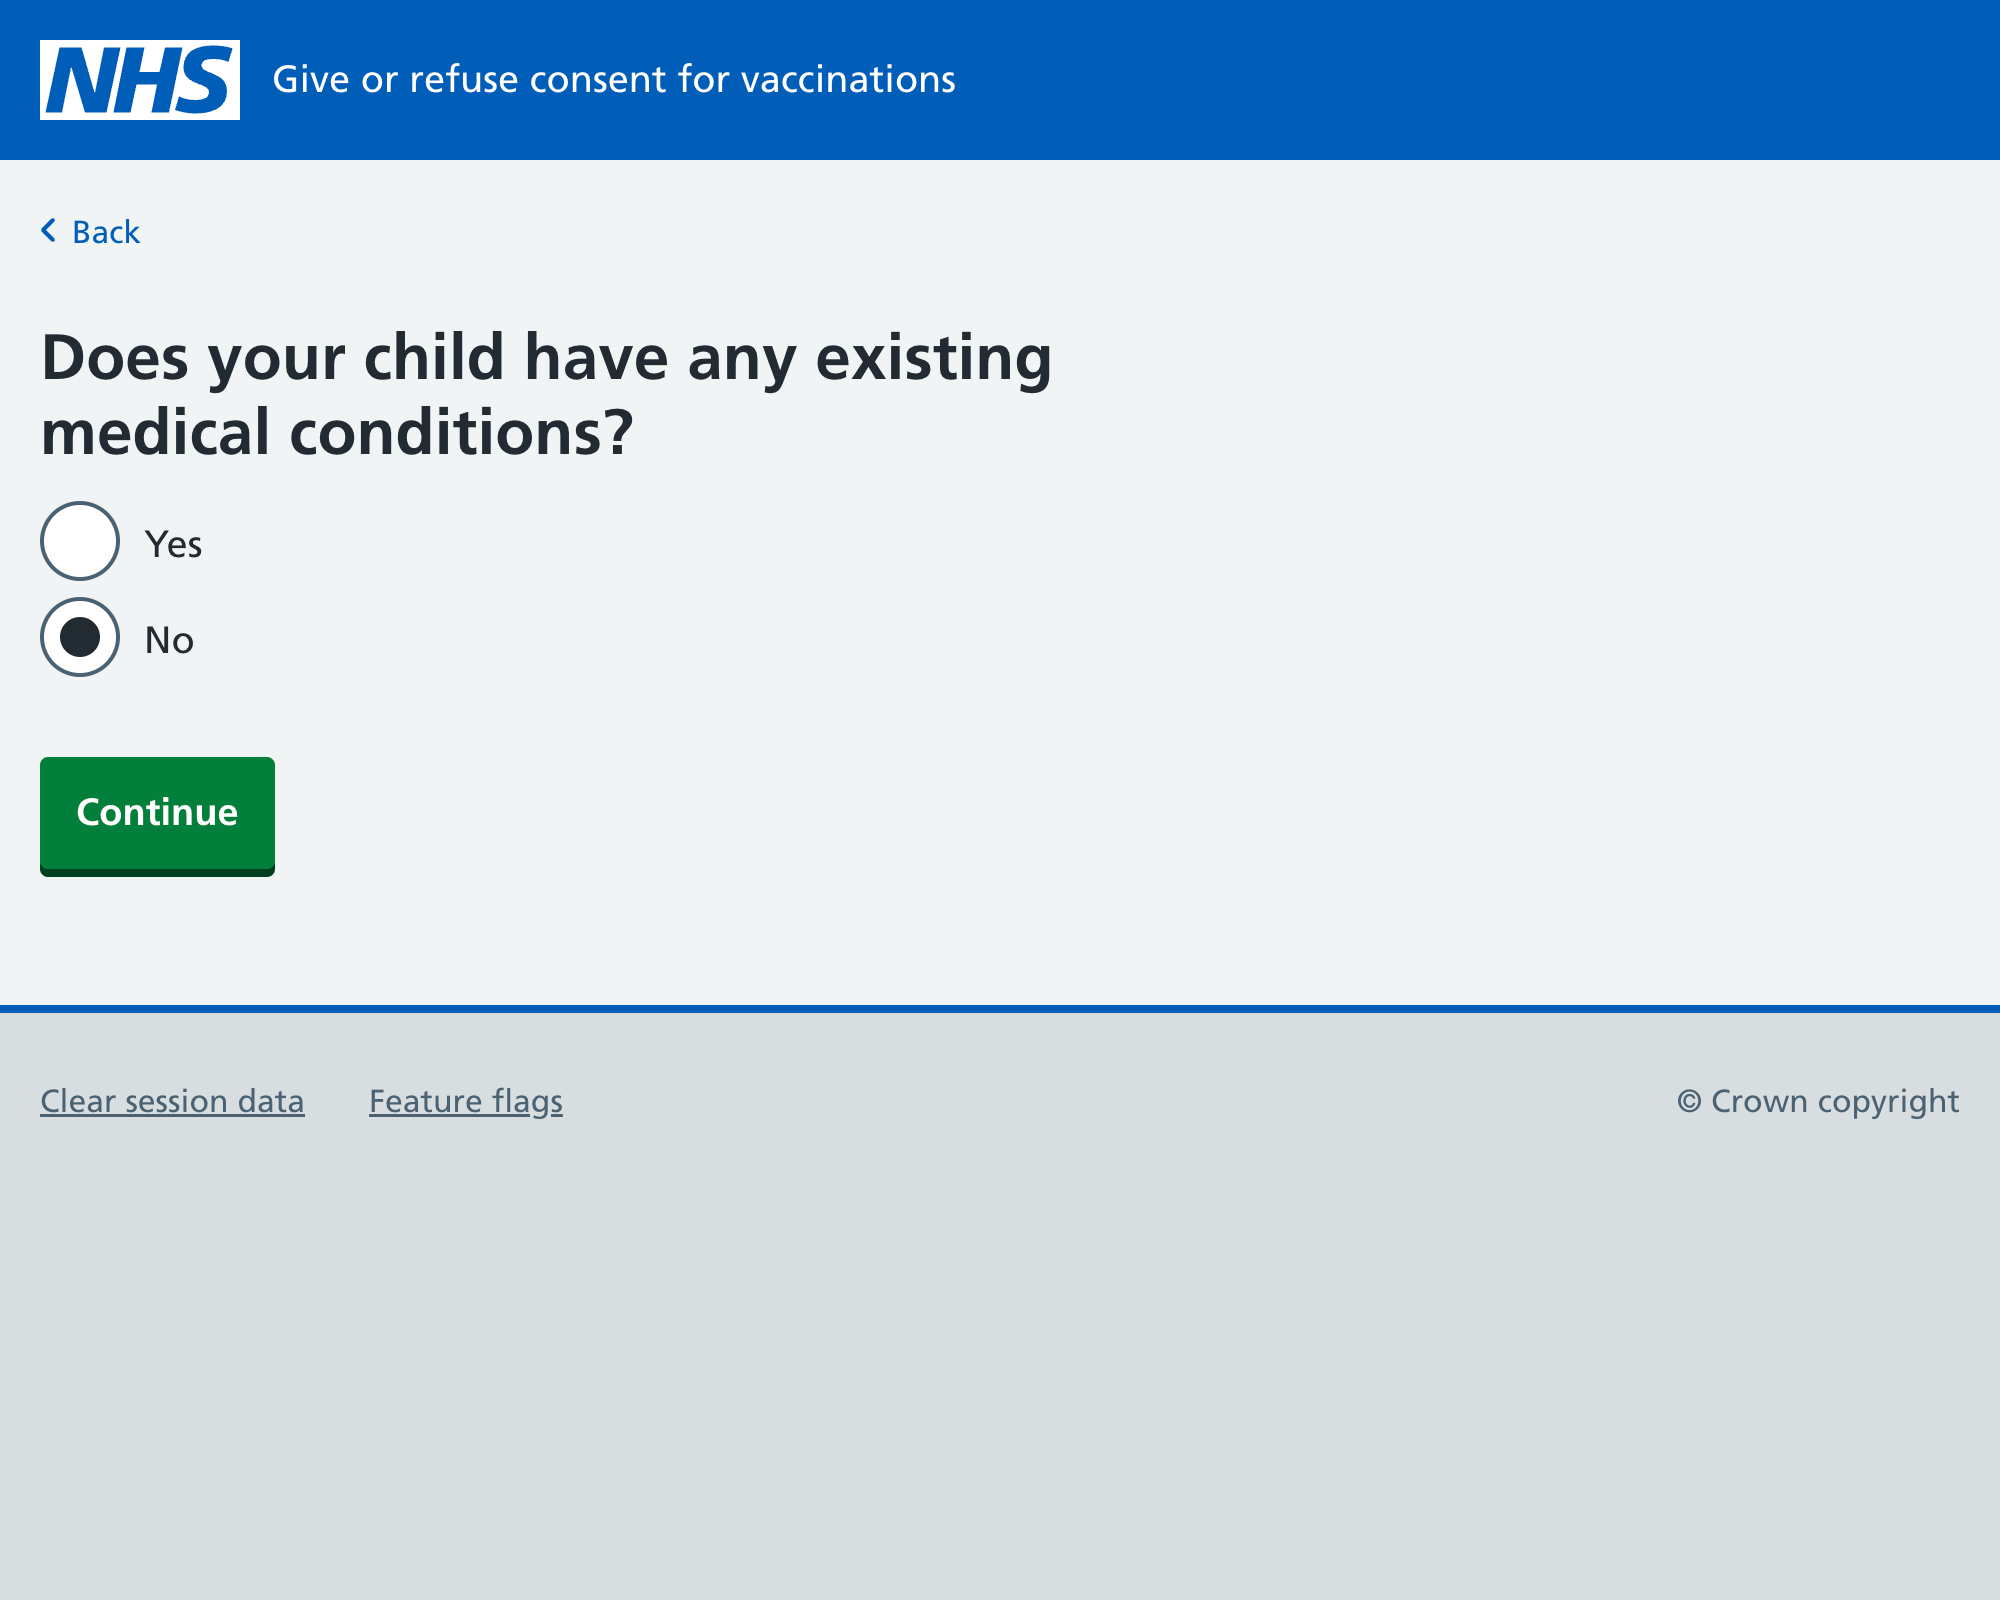 NHS
Give or refuse consent for vaccinations
Back
Does your child have any existing
medical conditions?
Yes
No
Continue
Clear session data
Feature flags
© Crown copyright